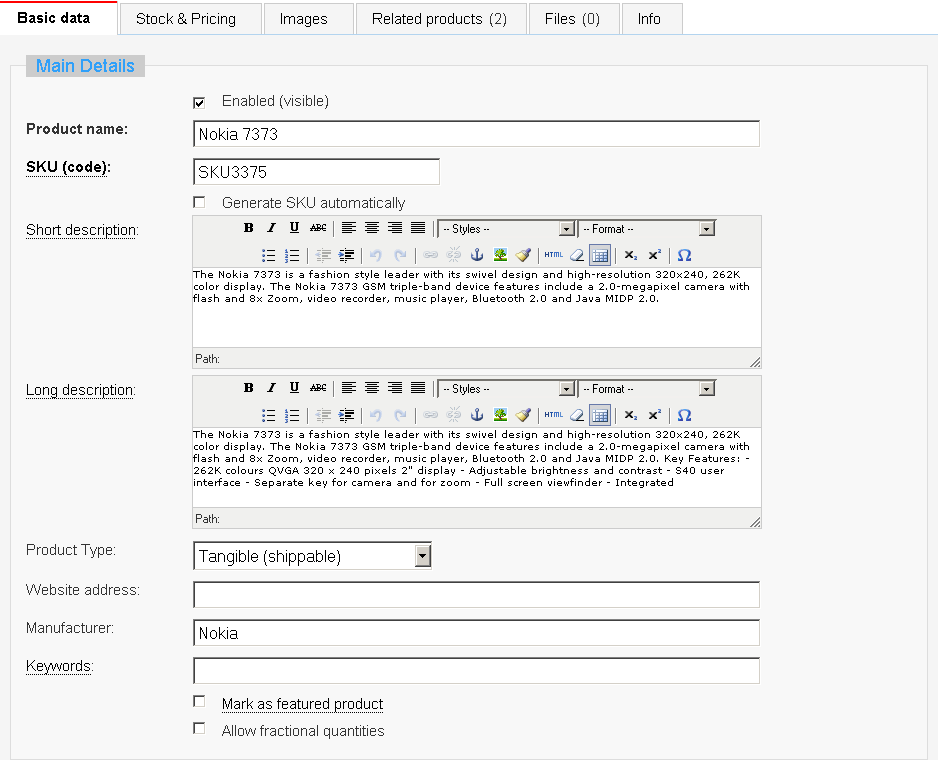 Basic data Stock & Pricing Images Related products (2) Files (0) Info
Main Details
Enabled (visible)
Product name: Nokia 7373
SKU (code): SKU3375
Generate SKU automatically
Short description:
B I U ABC -- Styles -- -- Format --
HTML x₂ x² Ω
The Nokia 7373 is a fashion style leader with its swivel design and high-resolution 320x240, 262K
color display. The Nokia 7373 GSM triple-band device features include a 2.0-megapixel camera with
flash and 8x Zoom, video recorder, music player, Bluetooth 2.0 and Java MIDP 2.0.
Path:
Long description:
B I U ABC -- Styles -- -- Format --
HTML x₂ x² Ω
The Nokia 7373 is a fashion style leader with its swivel design and high-resolution 320x240, 262K
color display. The Nokia 7373 GSM triple-band device features include a 2.0-megapixel camera with
flash and 8x Zoom, video recorder, music player, Bluetooth 2.0 and Java MIDP 2.0. Key Features: -
262K colours QVGA 320 x 240 pixels 2" display - Adjustable brightness and contrast - S40 user
interface - Separate key for camera and for zoom - Full screen viewfinder - Integrated
Path:
Product Type: Tangible (shippable)
Website address:
Manufacturer: Nokia
Keywords:
Mark as featured product
Allow fractional quantities